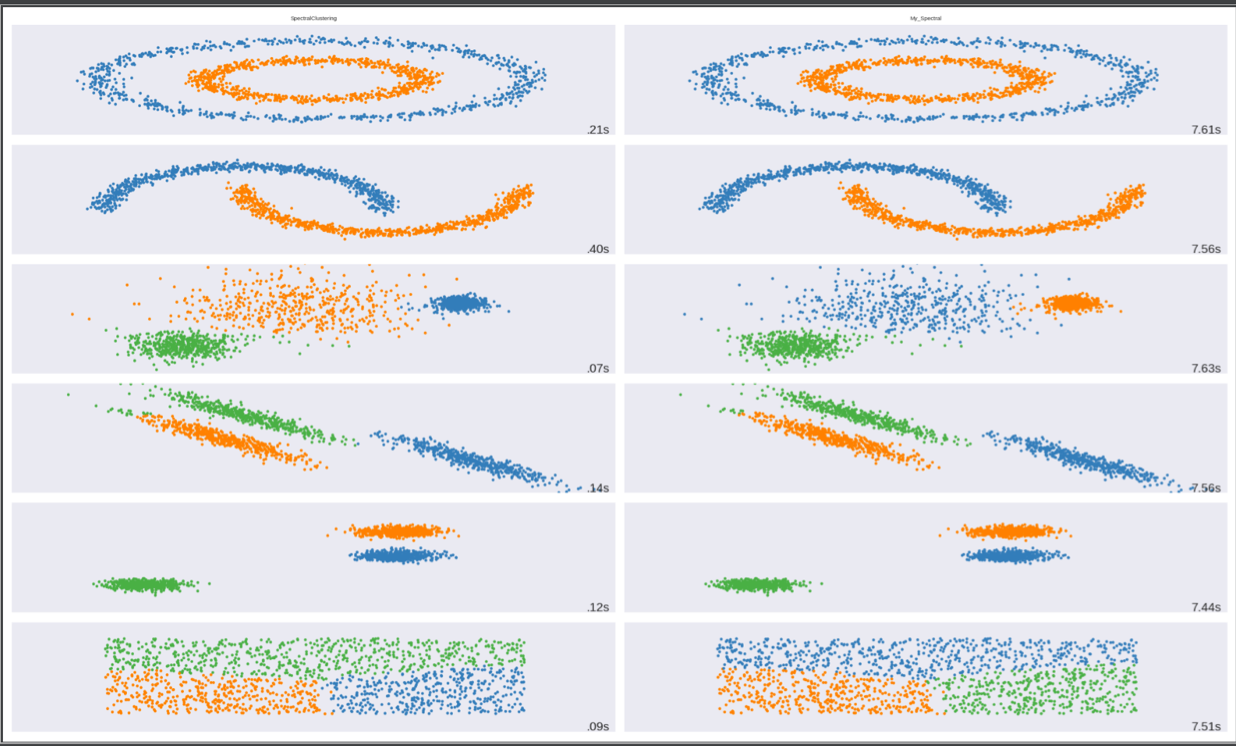 SpectralClustering
My_Spectral
.21s
7.61s
.40s
7.56s
.07s
7.63s
.14s
7.56s
.12s
7.44s
.09s
7.51s